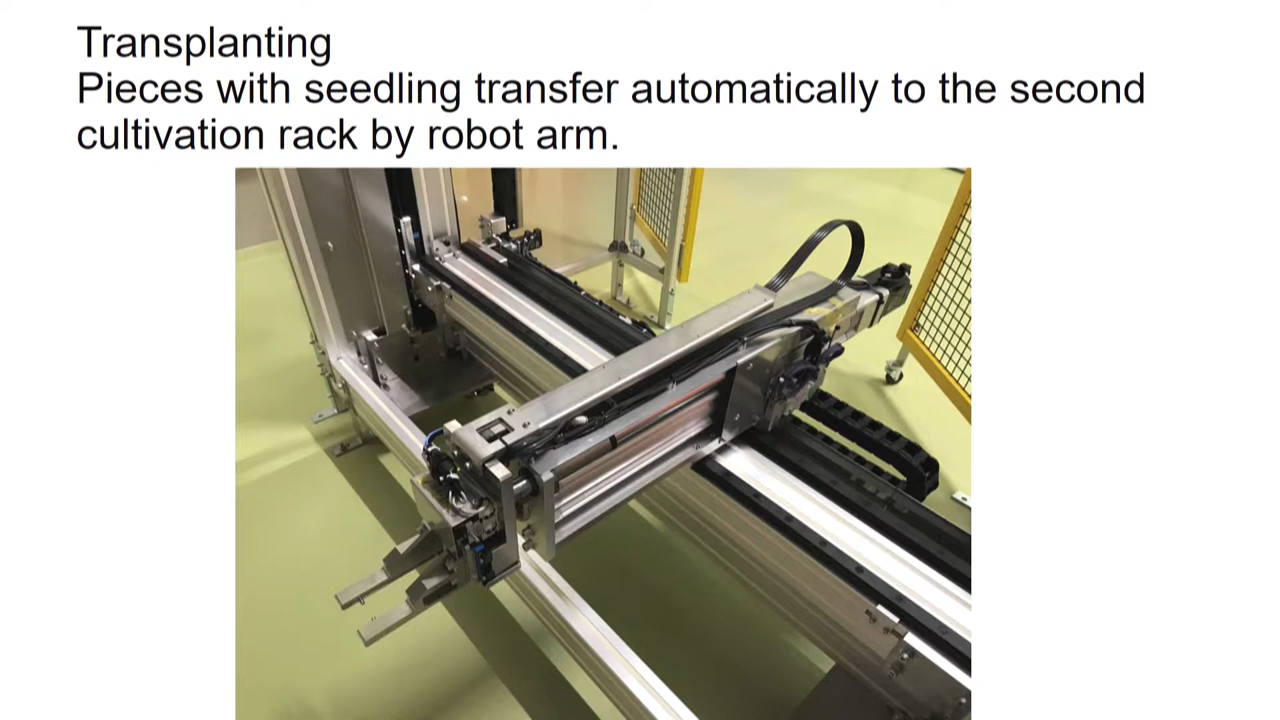 Transplanting
Pieces with seedling transfer automatically to the second
cultivation rack by robot arm.